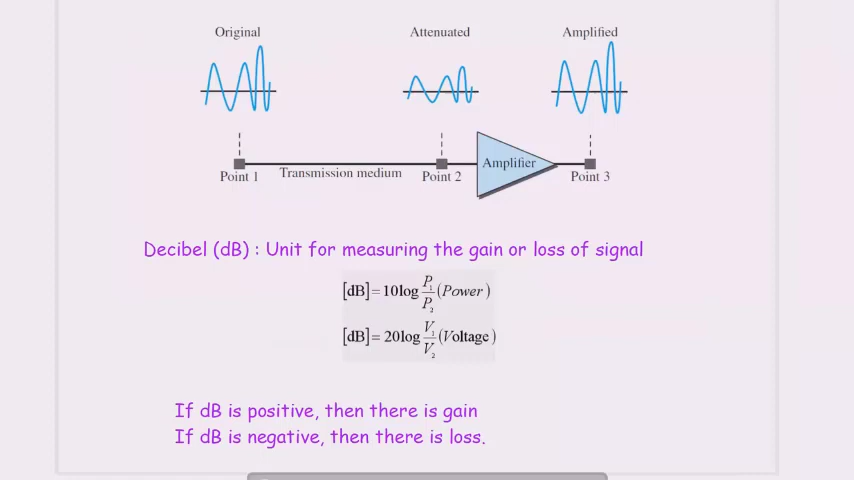 Original Attenuated Amplified
Amplifier
Point 1 Transmission medium Point 2 Point 3
Decibel (dB) : Unit for measuring the gain or loss of signal
[dB] = 10log P₁/P₂ (Power)
[dB] = 20log V₁/V₂ (Voltage)
If dB is positive, then there is gain
If dB is negative, then there is loss.